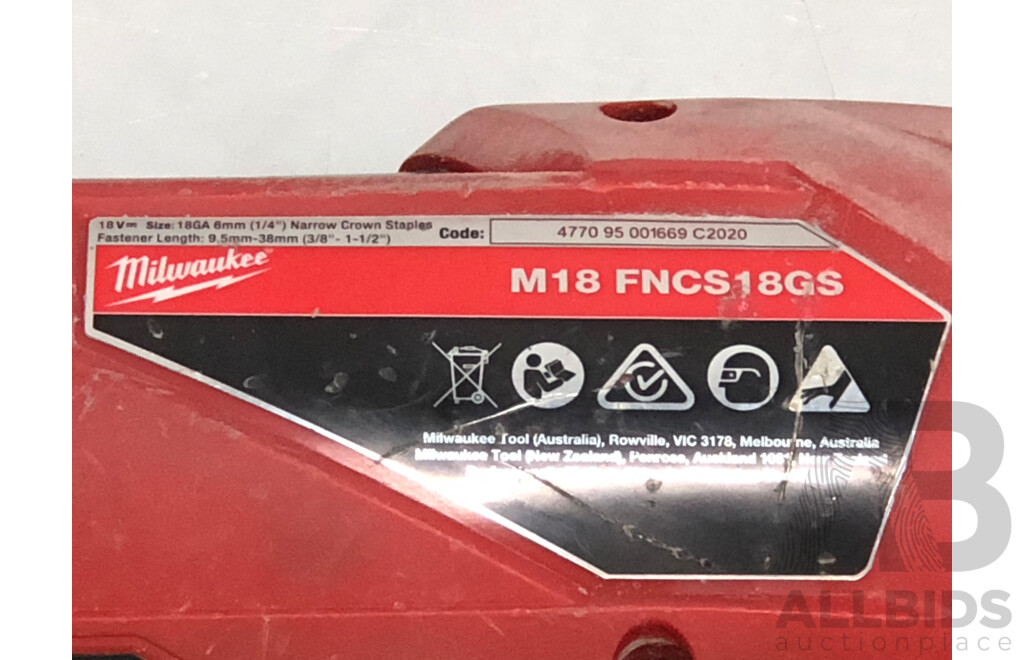 18V⎓ Size: 18GA 6mm (1/4") Narrow Crown Staples
Fastener Length: 9.5mm-38mm (3/8"- 1-1/2")
Code: 4770 95 001669 C2020
Milwaukee
M18 FNCS18GS
Milwaukee Tool (Australia), Rowville, VIC 3178, Melbourne, Australia
Milwaukee Tool (New Zealand), Penrose, Auckland
ALLBIDS
auctionplace